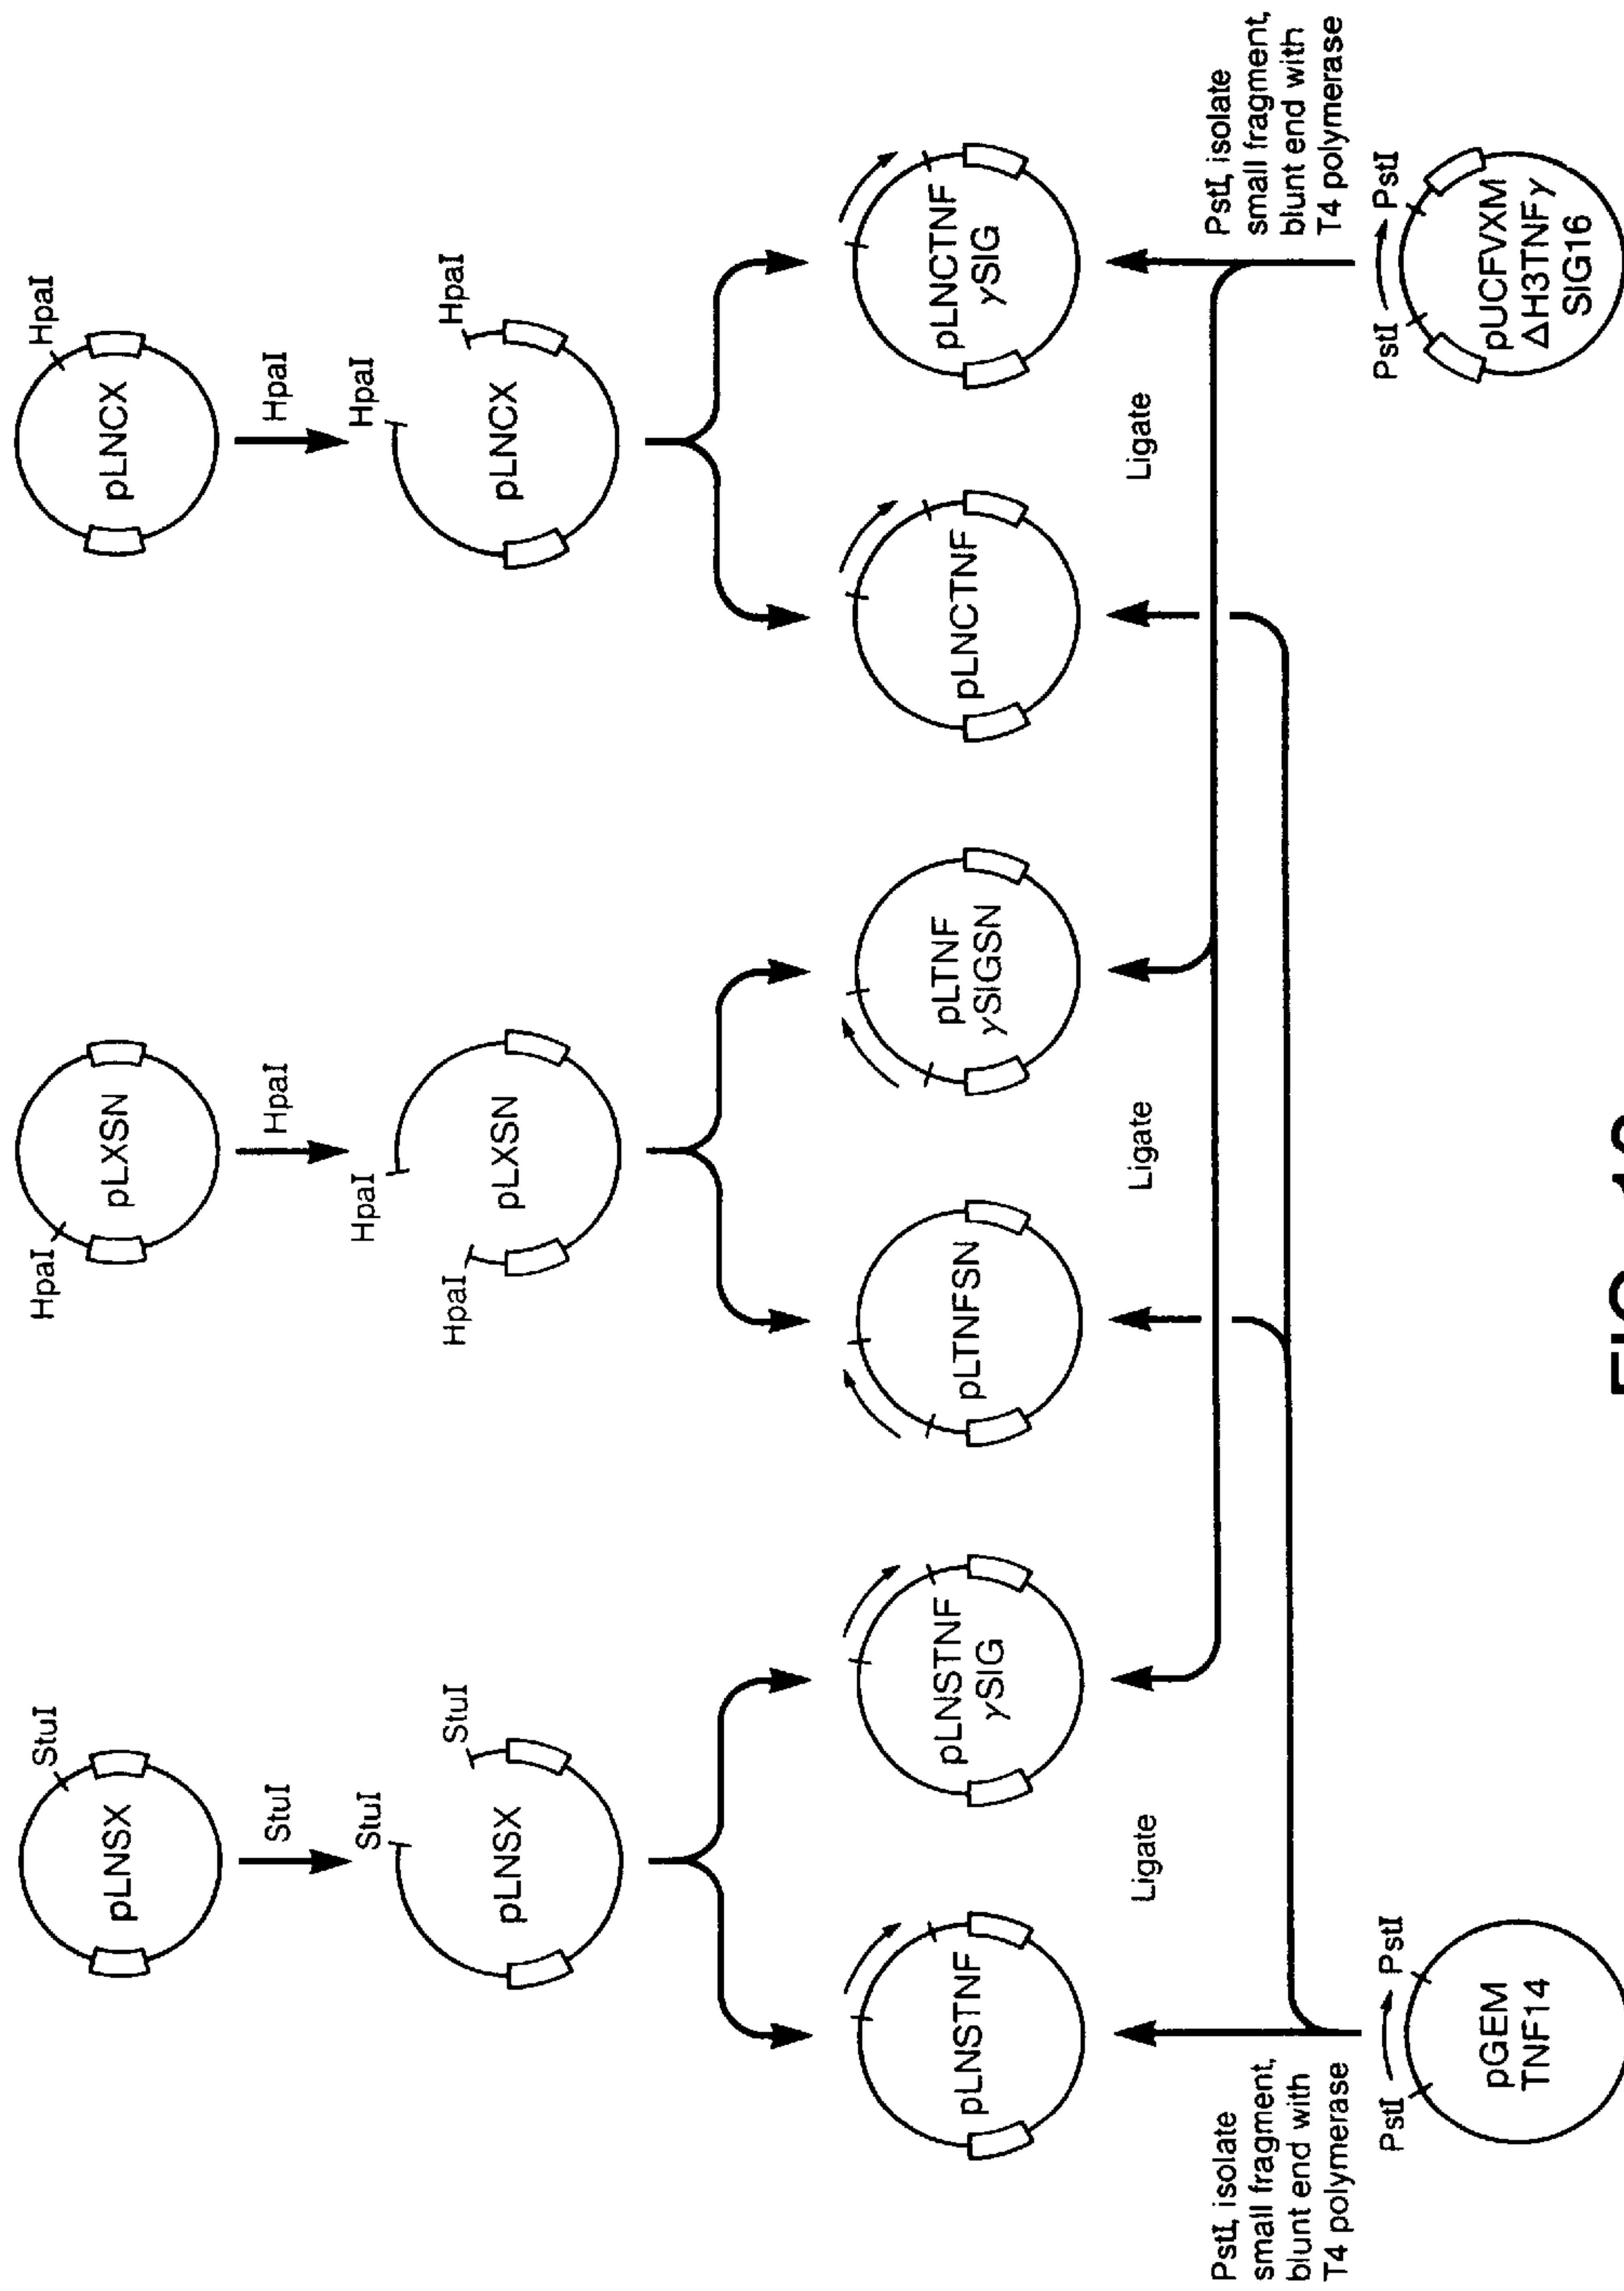 StuI
HpaI
HpaI
pLNSX
pLXSN
pLNCX
StuI
HpaI
HpaI
StuI
StuI
HpaI
HpaI
HpaI
HpaI
pLNSX
pLXSN
pLNCX
pLNSTNF
pLNSTNF
γSIG
pLTNFSN
pLTNF
γSIGSN
pLNCTNF
pLNCTNF
γSIG
Ligate
Ligate
Ligate
PstI, isolate
small fragment,
blunt end with
T4 polymerase
PstI, isolate
small fragment,
blunt end with
T4 polymerase
PstI
PstI
PstI
PstI
pGEM
TNF14
pUCFVXM
ΔH3TNFγ
SIG16
FIG.